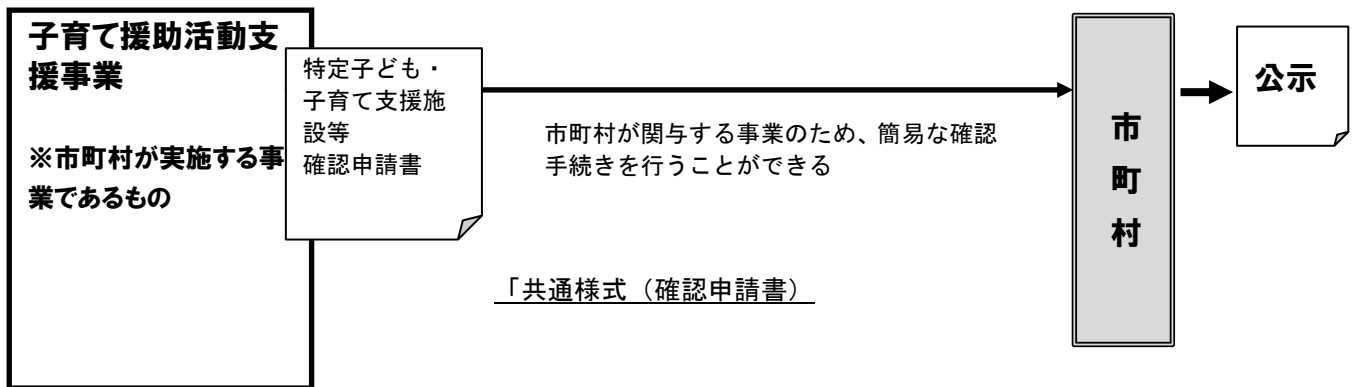 子育て援助活動支
援事業
※市町村が実施する事
業であるもの
特定子ども・
子育て支援施
設等
確認申請書
市町村が関与する事業のため、簡易な確認
手続きを行うことができる
「共通様式（確認申請書）
市
町
村
公示